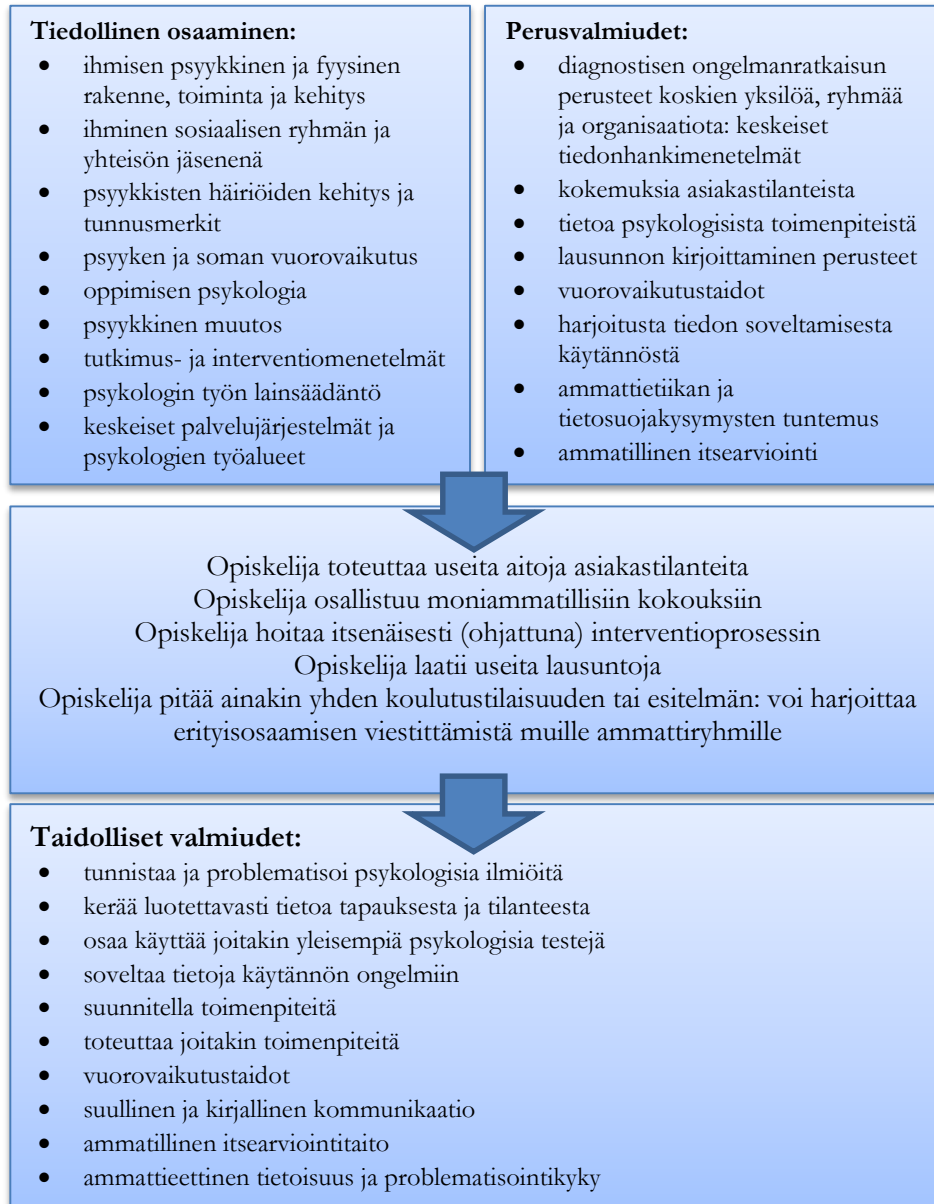 Tiedollinen osaaminen:
• ihmisen psyykkinen ja fyysinen
rakenne, toiminta ja kehitys
• ihminen sosiaalisen ryhmän ja
yhteisön jäsenenä
• psyykkisten häiriöiden kehitys ja
tunnusmerkit
• psyyken ja soman vuorovaikutus
• oppimisen psykologia
• psyykkinen muutos
• tutkimus- ja interventiomenetelmät
• psykologin työn lainsäädäntö
• keskeiset palvelujärjestelmät ja
psykologien työalueet
Perusvalmiudet:
• diagnostisen ongelmanratkaisun
perusteet koskien yksilöä, ryhmää
ja organisaatiota: keskeiset
tiedonhankimenetelmät
• kokemuksia asiakastilanteista
• tietoa psykologisista toimenpiteistä
• lausunnon kirjoittaminen perusteet
• vuorovaikutustaidot
• harjoitusta tiedon soveltamisesta
käytännöstä
• ammattietiikan ja
tietosuojakysymysten tuntemus
• ammatillinen itsearviointi
Opiskelija toteuttaa useita aitoja asiakastilanteita
Opiskelija osallistuu moniammatillisiin kokouksiin
Opiskelija hoitaa itsenäisesti (ohjattuna) interventioprosessin
Opiskelija laatii useita lausuntoja
Opiskelija pitää ainakin yhden koulutustilaisuuden tai esitelmän: voi harjoittaa
erityisosaamisen viestittämistä muille ammattiryhmille
Taidolliset valmiudet:
• tunnistaa ja problematisoi psykologisia ilmiöitä
• kerää luotettavasti tietoa tapauksesta ja tilanteesta
• osaa käyttää joitakin yleisempiä psykologisia testejä
• soveltaa tietoja käytännön ongelmiin
• suunnitella toimenpiteitä
• toteuttaa joitakin toimenpiteitä
• vuorovaikutustaidot
• suullinen ja kirjallinen kommunikaatio
• ammatillinen itsearviointitaito
• ammattieettinen tietoisuus ja problematisointikyky